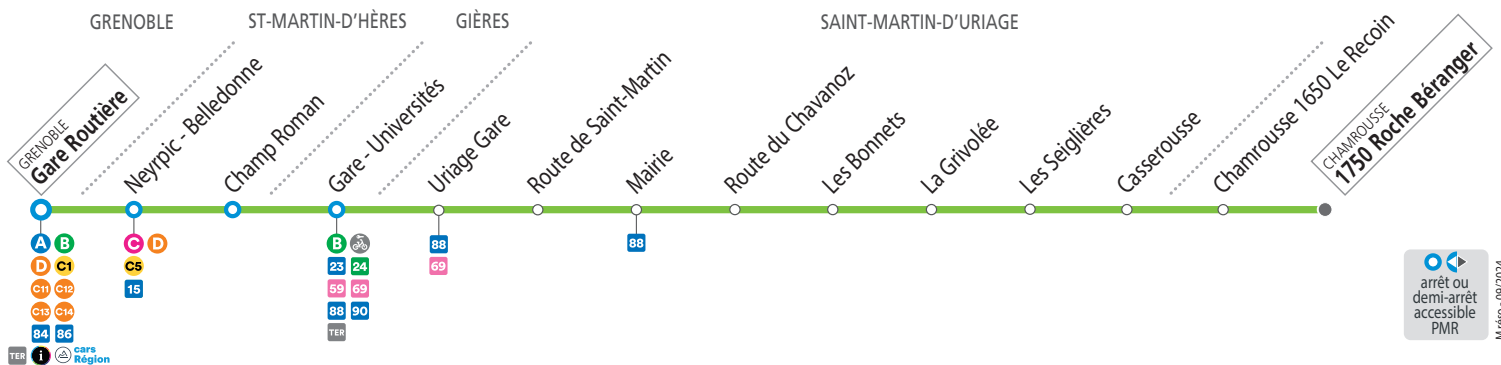 GRENOBLE
ST-MARTIN-D'HÈRES
GIÈRES
SAINT-MARTIN-D'URIAGE
GRENOBLE
Gare Routière
Neyrpic - Belledonne
Champ Roman
Gare - Universités
Uriage Gare
Route de Saint-Martin
Mairie
Route du Chavanoz
Les Bonnets
La Grivolée
Les Seiglières
Casserousse
Chamrousse 1650 Le Recoin
CHAMROUSSE
1750 Roche Béranger
A B
D C1
C11 C12
C13 C14
84 86
TER i cars
Région
C D
C5
15
B
23 24
59 69
88 90
TER
88
69
88
arrêt ou
demi-arrêt
accessible
PMR
M réso - 09/2024